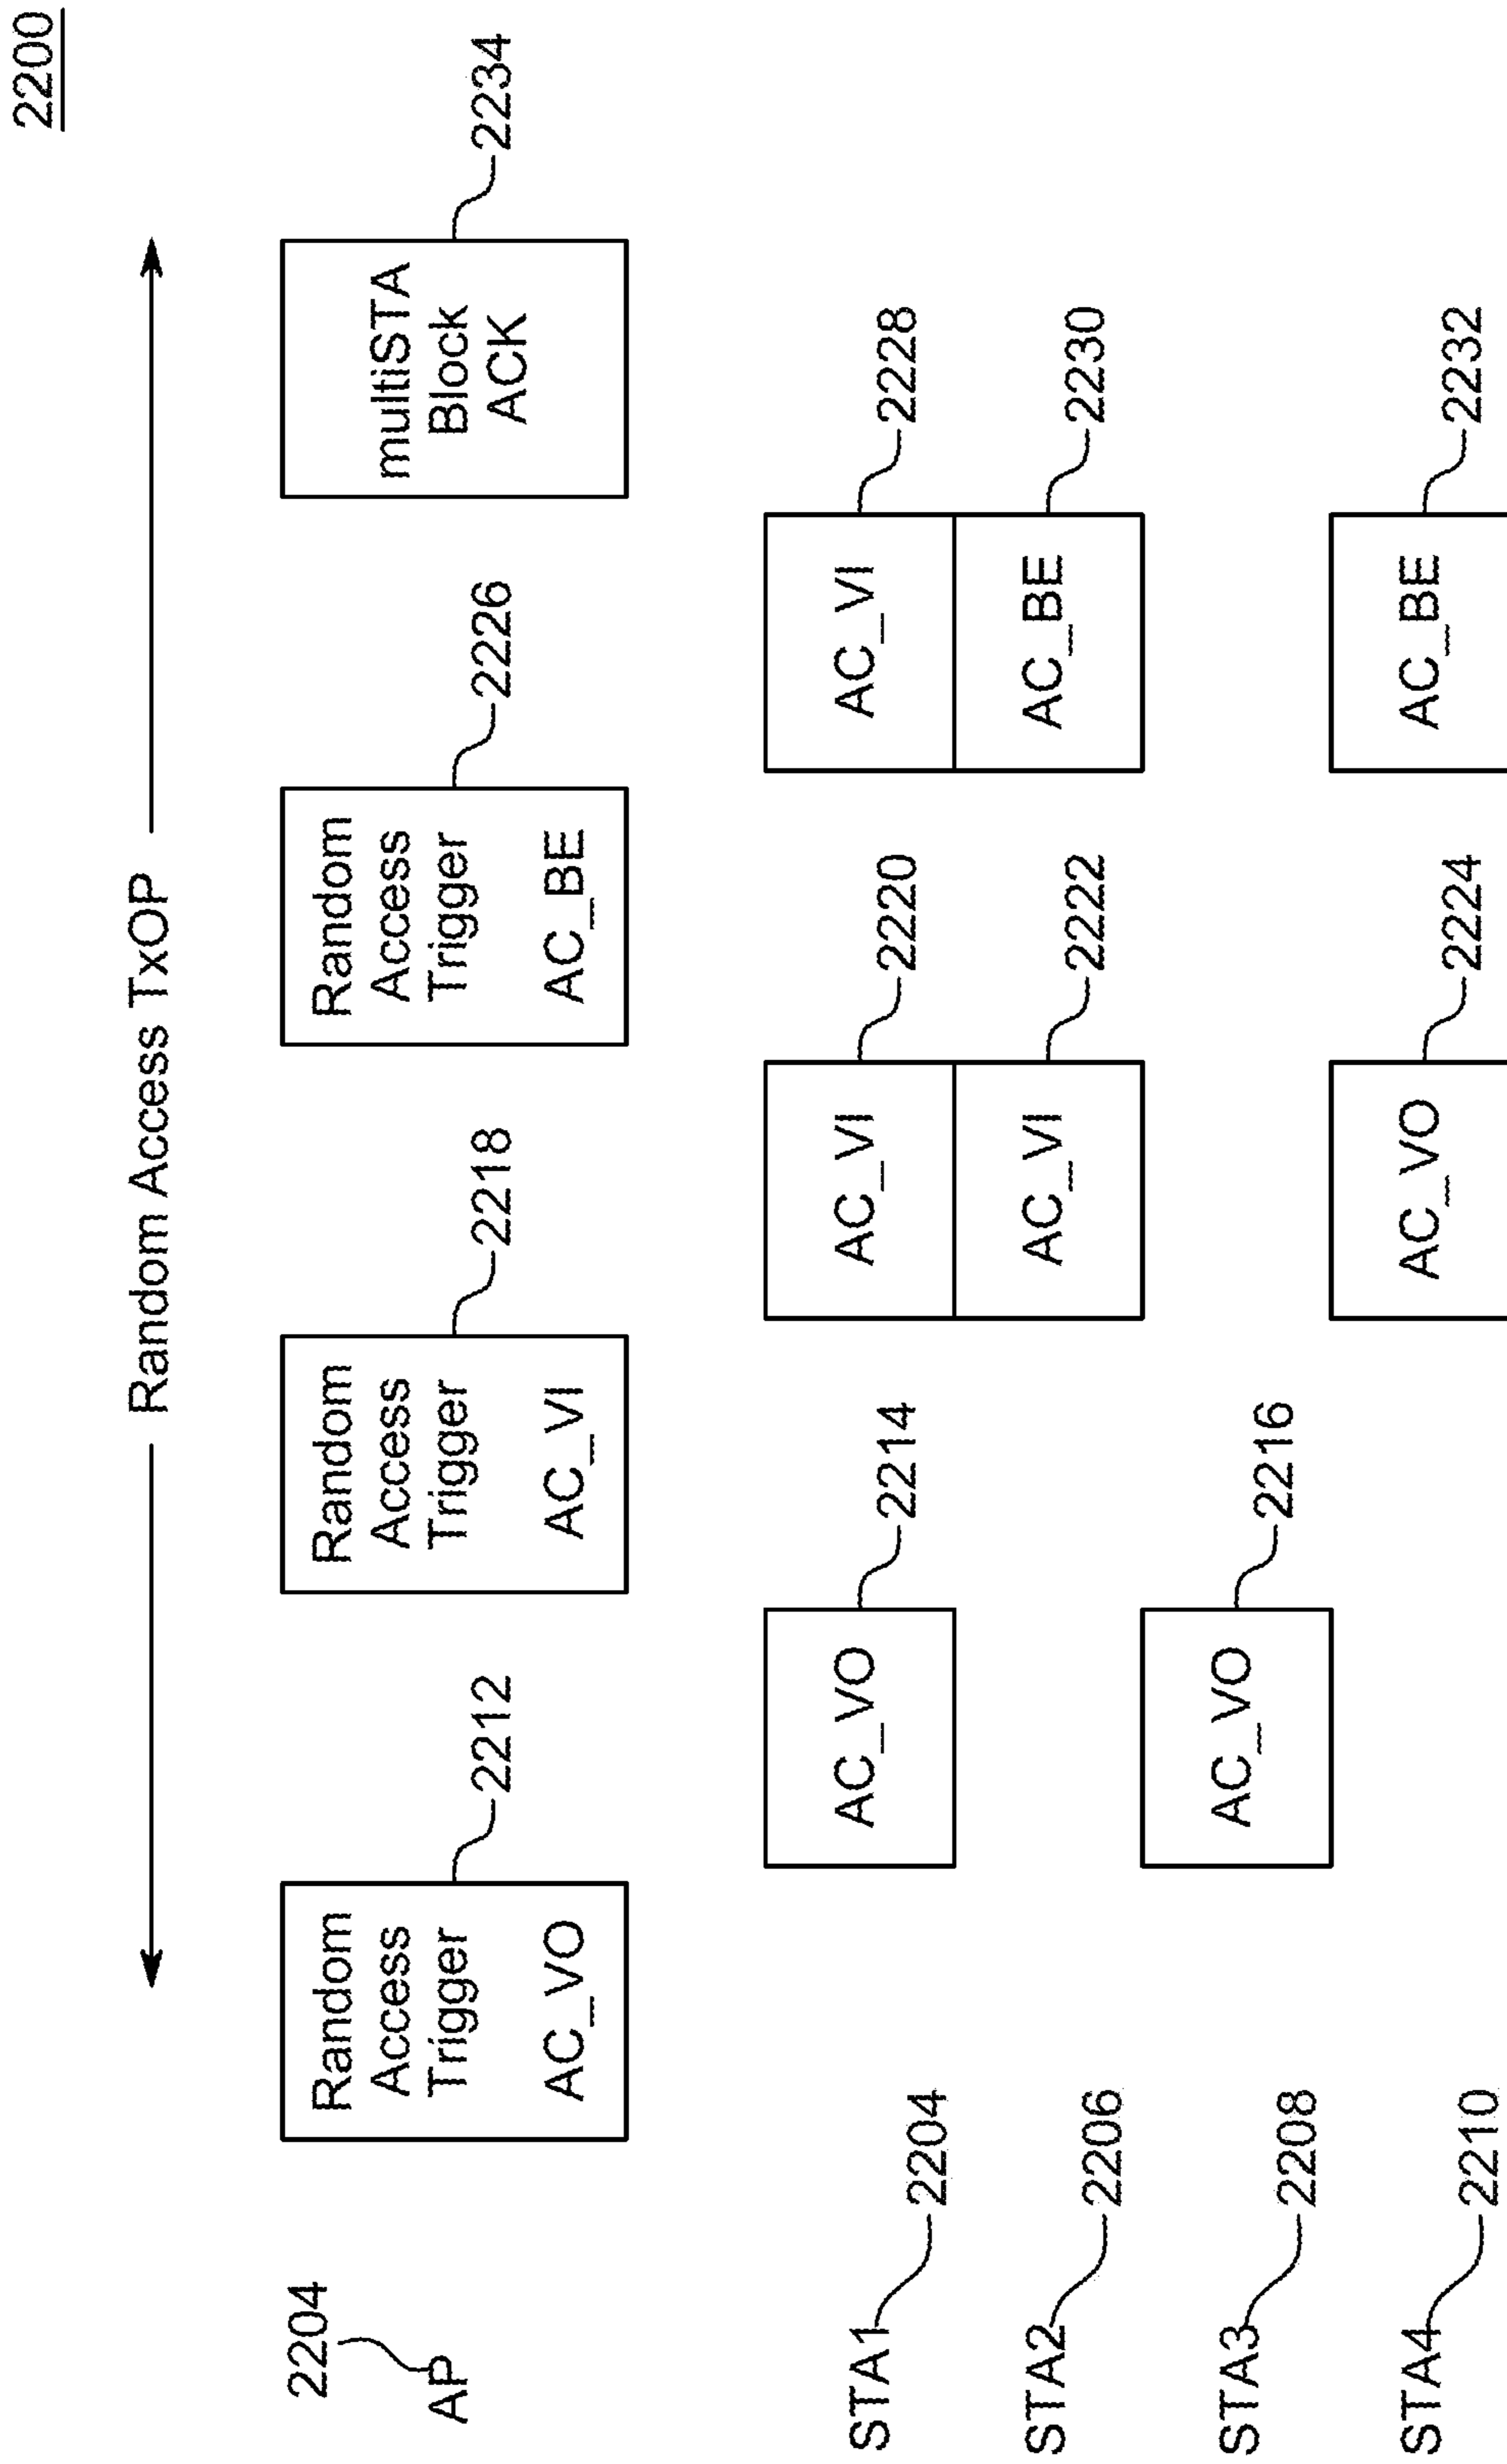 2200
Random Access TxOP
2204
AP
Random
Access
Trigger
AC_VO
2212
Random
Access
Trigger
AC_VI
2218
Random
Access
Trigger
AC_BE
2226
multiSTA
Block
ACK
2234
STA1
2204
AC_VO
2214
AC_VI
2220
AC_VI
2228
STA2
2206
AC_VI
2222
AC_BE
2230
STA3
2208
AC_VO
2216
STA4
2210
AC_VO
2224
AC_BE
2232